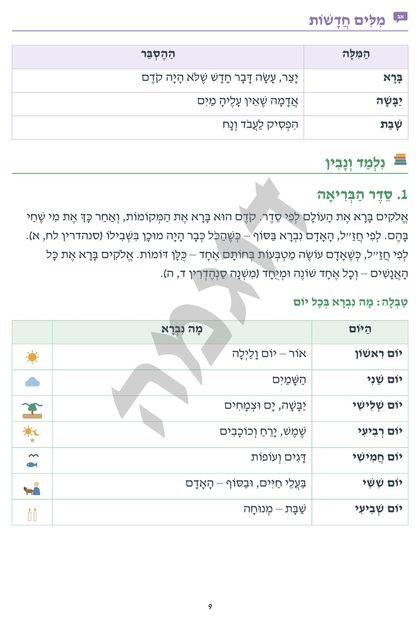 אב מִלִּים חֲדָשׁוֹת
הַמִּלָּה הַהֶסְבֵּר
בָּרָא יָצַר, עָשָׂה דָּבָר חָדָשׁ שֶׁלֹּא הָיָה קֹדֶם
יַבָּשָׁה אֲדָמָה שֶׁאֵין עָלֶיהָ מַיִם
שָׁבַת הִפְסִיק לַעֲבֹד וְנָח
נִלְמַד וְנָבִין
1. סֵדֶר הַבְּרִיאָה
אֱלֹקִים בָּרָא אֶת הָעוֹלָם לְפִי סֵדֶר. קֹדֶם הוּא בָּרָא אֶת הַמְּקוֹמוֹת, וְאַחַר כָּךְ אֶת מִי שֶׁחַי
בָּהֶם. לְפִי חֲזַ״ל, הָאָדָם נִבְרָא בַּסּוֹף – כְּשֶׁהַכֹּל כְּבָר הָיָה מוּכָן בִּשְׁבִילוֹ (סנהדרין לח, א).
לְפִי חֲזַ״ל, כְּשֶׁאָדָם עוֹשֶׂה מַטְבְּעוֹת בְּחוֹתָם אֶחָד – כֻּלָּן דּוֹמוֹת. אֱלֹקִים בָּרָא אֶת כָּל
הָאֲנָשִׁים – וְכָל אֶחָד שׁוֹנֶה וּמְיֻחָד (מִשְׁנָה סַנְהֶדְרִין ד, ה).
טַבְלָה: מָה נִבְרָא בְּכָל יוֹם
הַיּוֹם מָה נִבְרָא
יוֹם רִאשׁוֹן אוֹר – יוֹם וָלַיְלָה
יוֹם שֵׁנִי הַשָּׁמַיִם
יוֹם שְׁלִישִׁי יַבָּשָׁה, יָם וּצְמָחִים
יוֹם רְבִיעִי שֶׁמֶשׁ, יָרֵחַ וְכוֹכָבִים
יוֹם חֲמִישִׁי דָּגִים וְעוֹפוֹת
יוֹם שִׁשִּׁי בַּעֲלֵי חַיִּים, וּבַסּוֹף – הָאָדָם
יוֹם שְׁבִיעִי שַׁבָּת – מְנוּחָה
דוגמה
9